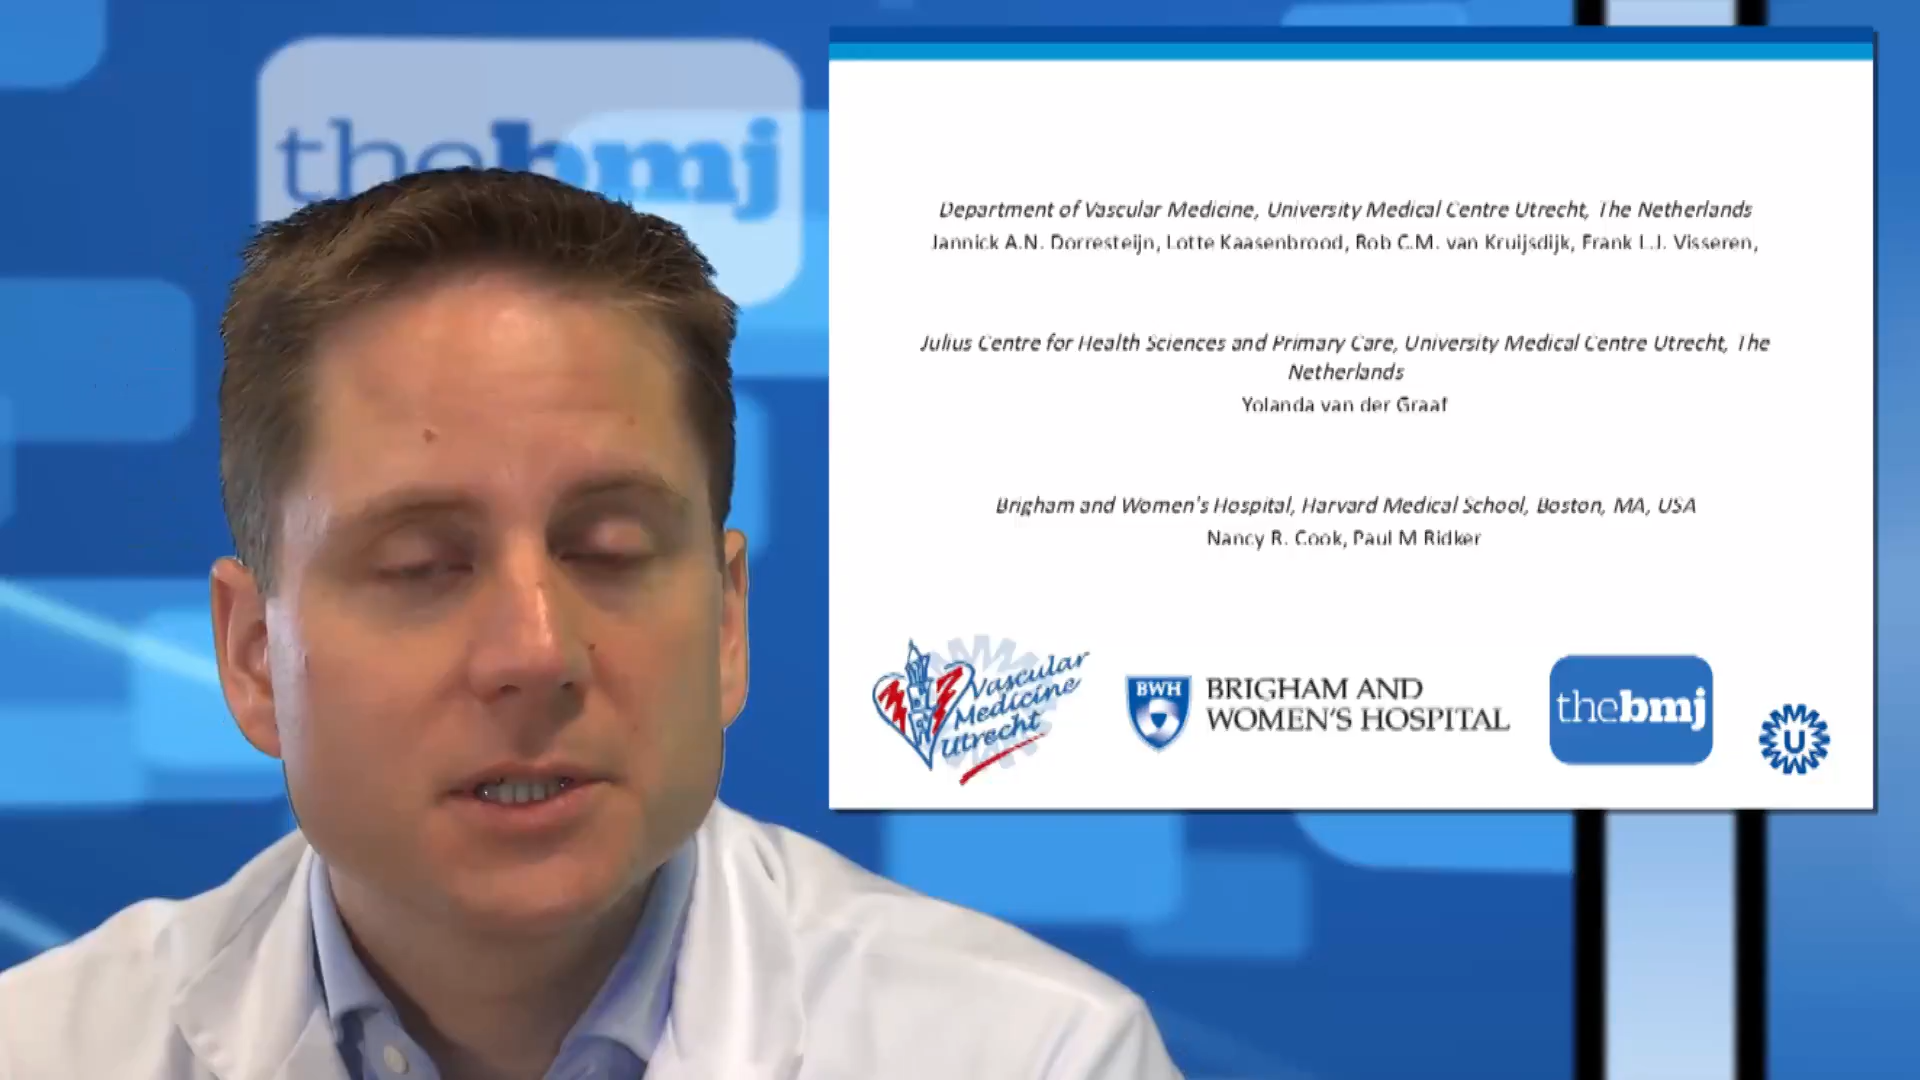 thebmj
Department of Vascular Medicine, University Medical Centre Utrecht, The Netherlands
Jannick A.N. Dorresteijn, Lotte Kaasenbrood, Rob C.M. van Kruijsdijk, Frank L.J. Visseren,
Julius Centre for Health Sciences and Primary Care, University Medical Centre Utrecht, The
Netherlands
Yolanda van der Graaf
Brigham and Women's Hospital, Harvard Medical School, Boston, MA, USA
Nancy R. Cook, Paul M Ridker
Vascular
Medicine
Utrecht
BWH
BRIGHAM AND
WOMEN'S HOSPITAL
thebmj
U